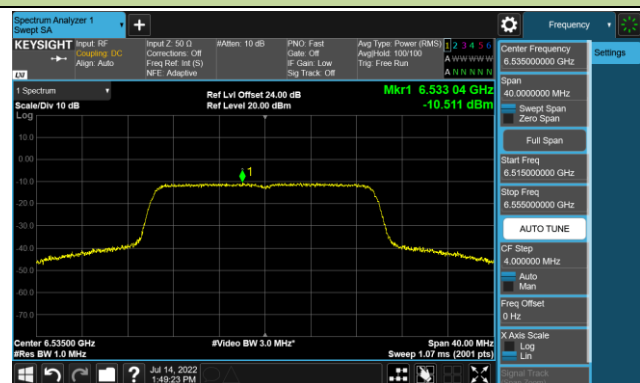 Spectrum Analyzer 1
Swept SA
Frequency
KEYSIGHT
Input: RF
Coupling: DC
Align: Auto
Input Z: 50 Ω
Corrections: Off
Freq Ref: Int (S)
NFE: Adaptive
#Atten: 10 dB
PNO: Fast
Gate: Off
IF Gain: Low
Sig Track: Off
Avg Type: Power (RMS)
Avg|Hold: 100/100
Trig: Free Run
1 2 3 4 5 6
A W W W W W
A N N N N N
LXI
1 Spectrum
Scale/Div 10 dB
Log
Ref Lvl Offset 24.00 dB
Ref Level 20.00 dBm
Mkr1 6.533 04 GHz
-10.511 dBm
10.0
0.00
-10.0
-20.0
-30.0
-40.0
-50.0
-60.0
-70.0
1
Center 6.53500 GHz
#Res BW 1.0 MHz
#Video BW 3.0 MHz*
Span 40.00 MHz
Sweep 1.07 ms (2001 pts)
Jul 14, 2022
1:49:23 PM
Center Frequency
6.535000000 GHz
Span
40.0000000 MHz
Swept Span
Zero Span
Full Span
Start Freq
6.515000000 GHz
Stop Freq
6.555000000 GHz
AUTO TUNE
CF Step
4.000000 MHz
Auto
Man
Freq Offset
0 Hz
X Axis Scale
Log
Lin
Signal Track
Settings